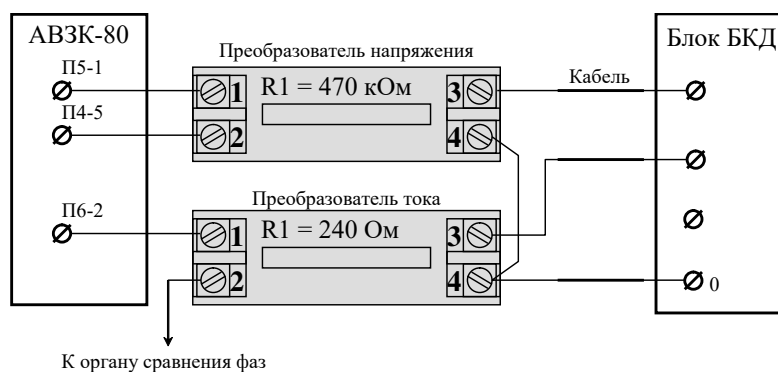 АВЗК-80
Преобразователь напряжения
Блок БКД
П5-1
1
R1 = 470 кОм
3
Кабель
П4-5
2
4
Преобразователь тока
П6-2
1
R1 = 240 Ом
3
2
4
0
К органу сравнения фаз